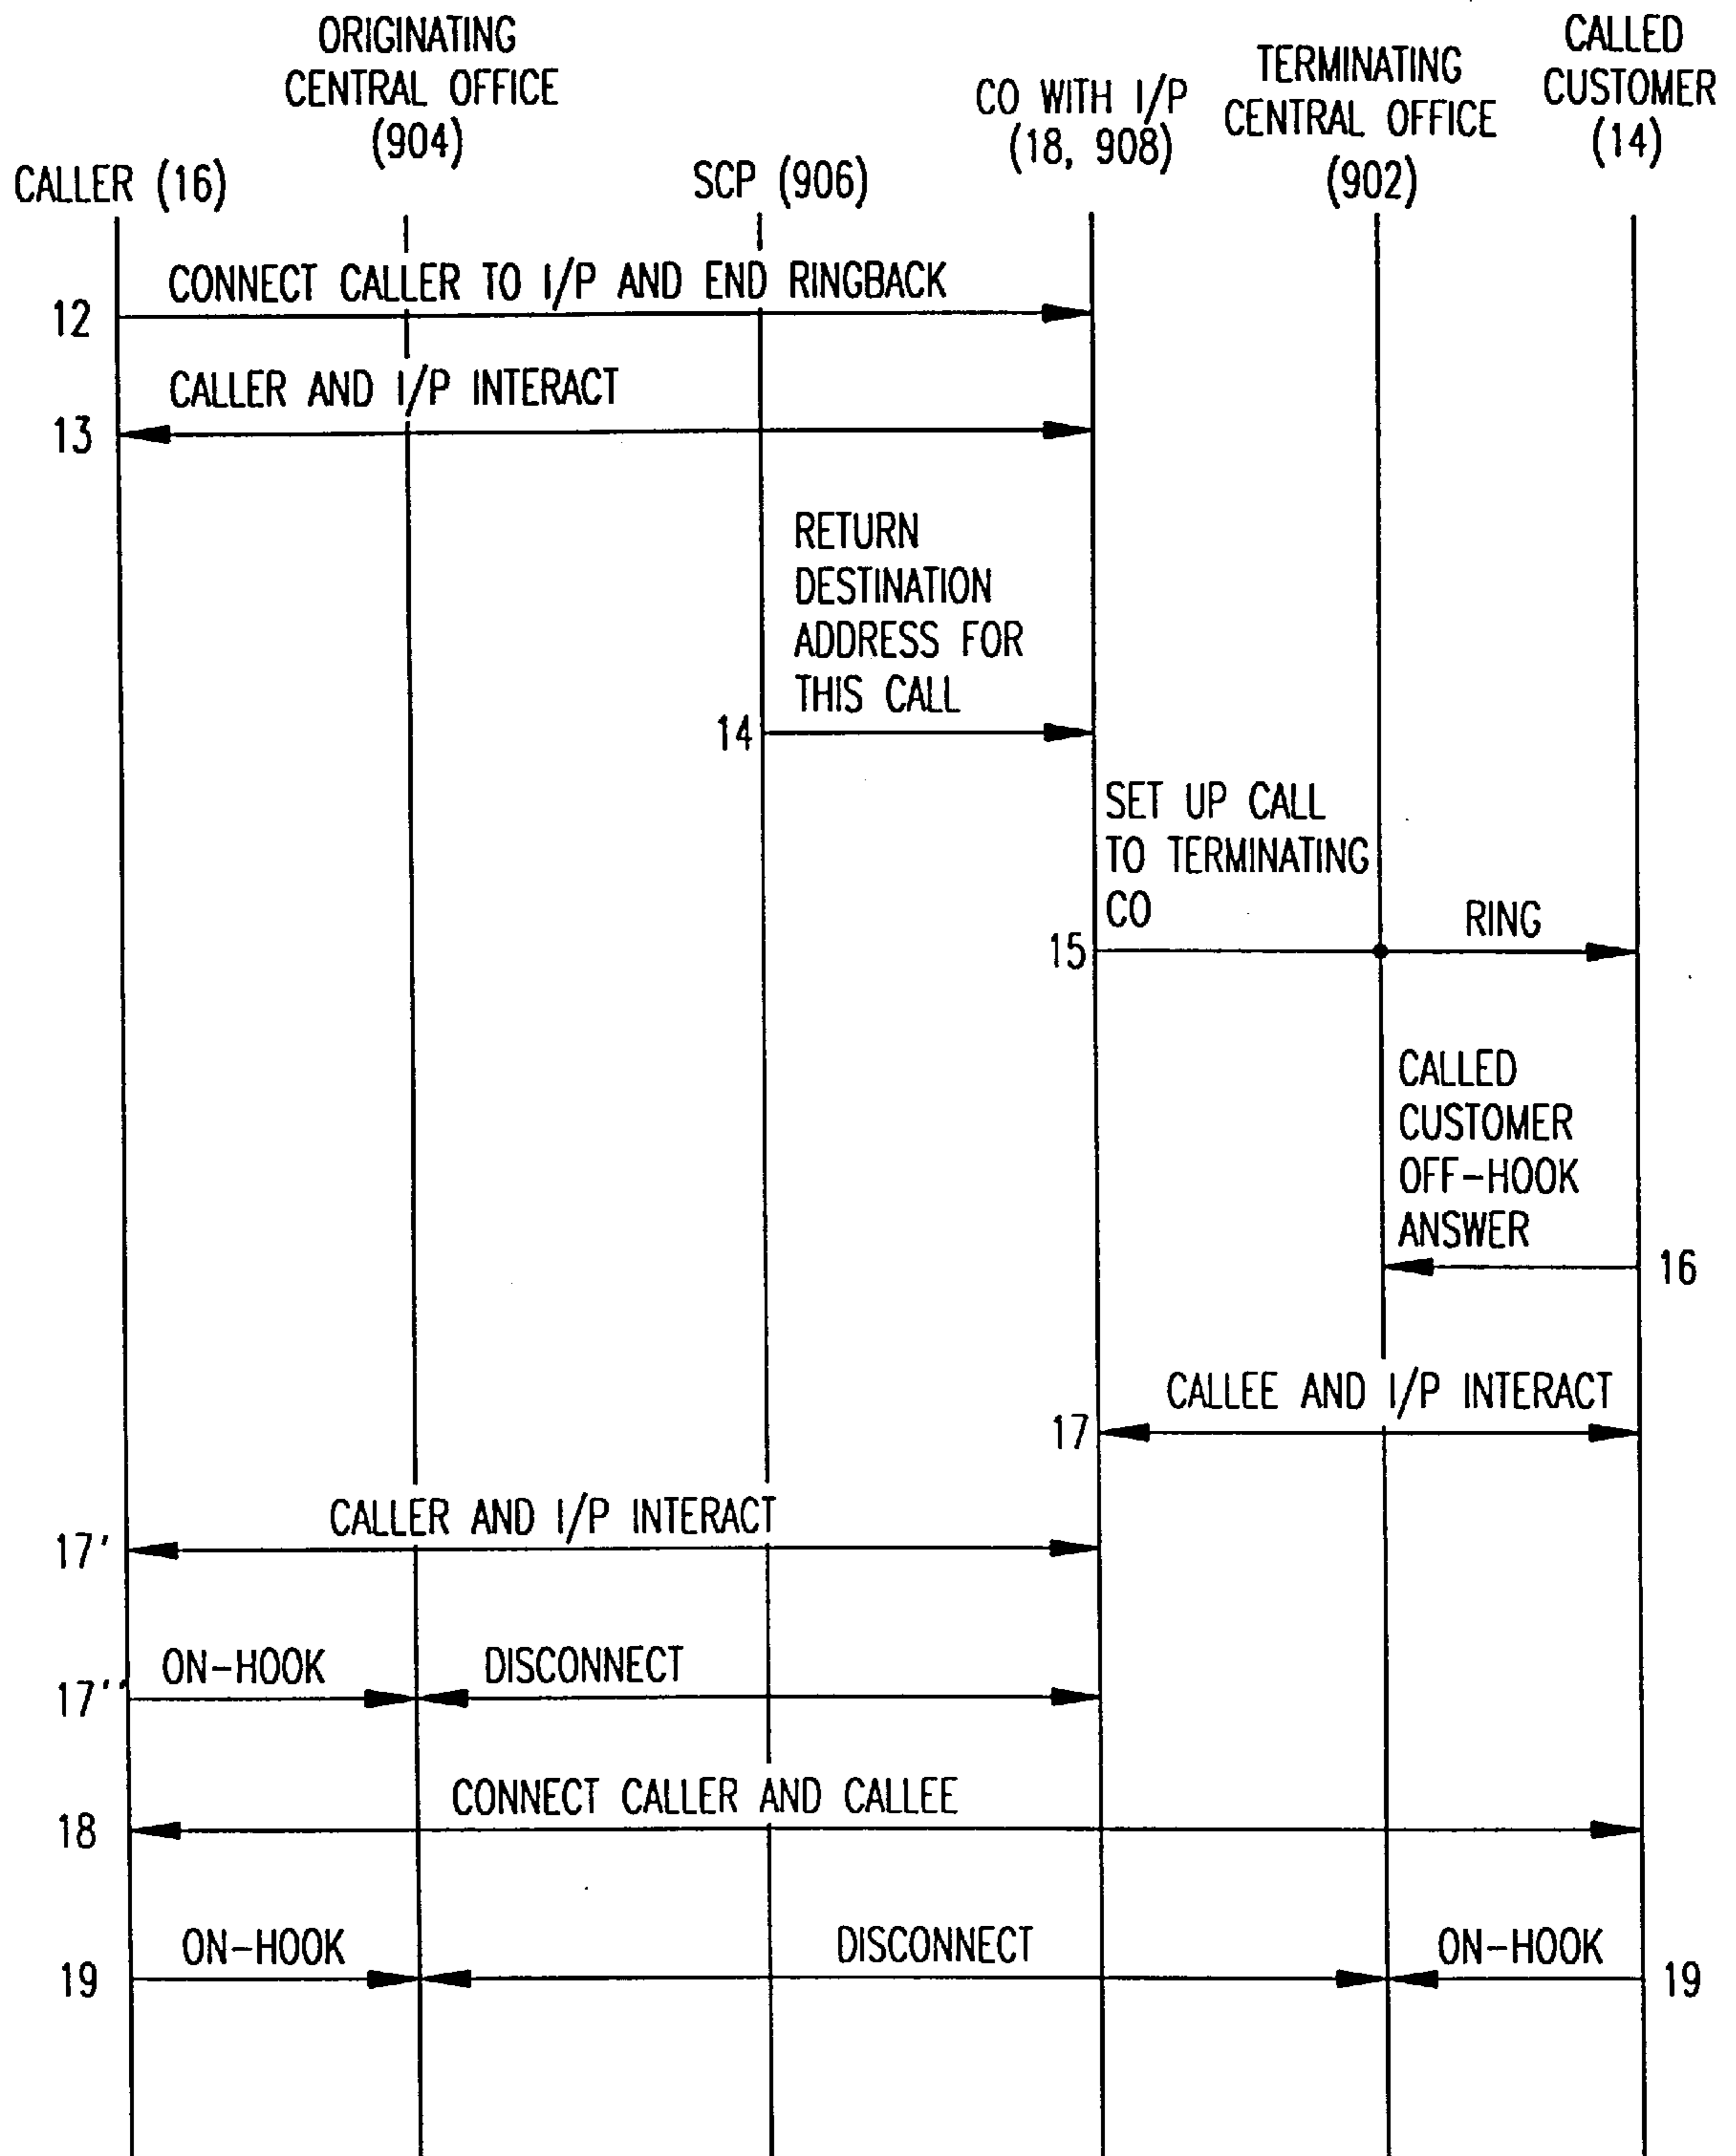 ORIGINATING
CENTRAL OFFICE
(904)
CALLER (16)
SCP (906)
CO WITH I/P
(18, 908)
TERMINATING
CENTRAL OFFICE
(902)
CALLED
CUSTOMER
(14)
CONNECT CALLER TO I/P AND END RINGBACK
12
CALLER AND I/P INTERACT
13
RETURN
DESTINATION
ADDRESS FOR
THIS CALL
14
SET UP CALL
TO TERMINATING
CO
RING
15
CALLED
CUSTOMER
OFF-HOOK
ANSWER
16
CALLEE AND I/P INTERACT
17
CALLER AND I/P INTERACT
17'
ON-HOOK DISCONNECT
17''
CONNECT CALLER AND CALLEE
18
ON-HOOK DISCONNECT ON-HOOK
19 19